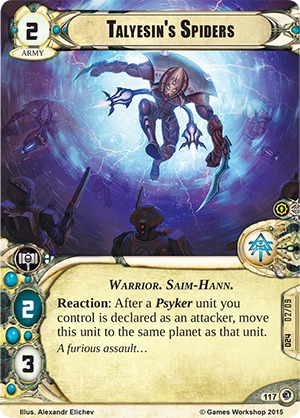 2
TALYESIN'S SPIDERS
ARMY
024 02/09
WARRIOR. SAIM-HANN.
2
Reaction: After a Psyker unit you
control is declared as an attacker, move
this unit to the same planet as that unit.
3
A furious assault…
117
Illus. Alexandr Elichev
© Games Workshop 2015